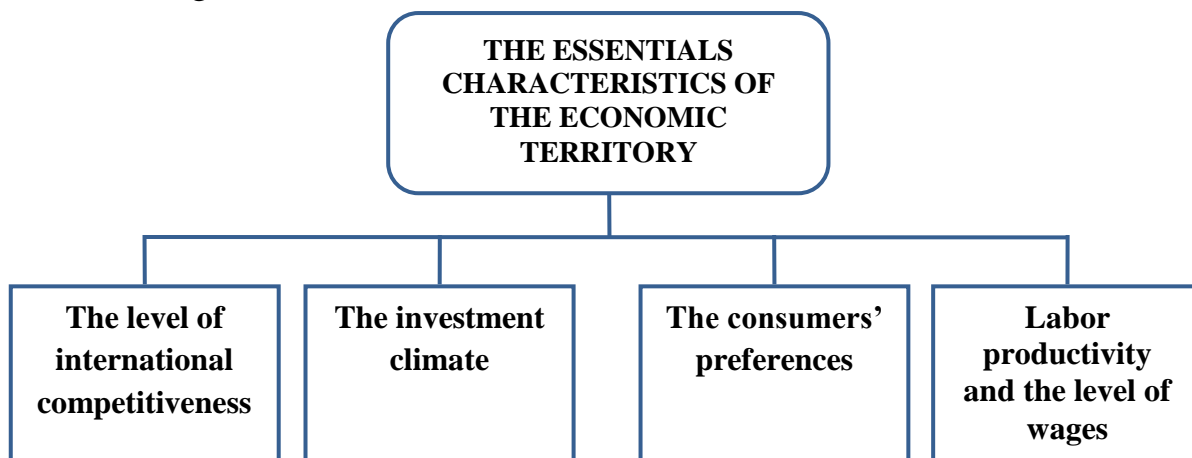 THE ESSENTIALS
CHARACTERISTICS OF
THE ECONOMIC
TERRITORY
The level of
international
competitiveness
The investment
climate
The consumers’
preferences
Labor
productivity
and the level of
wages